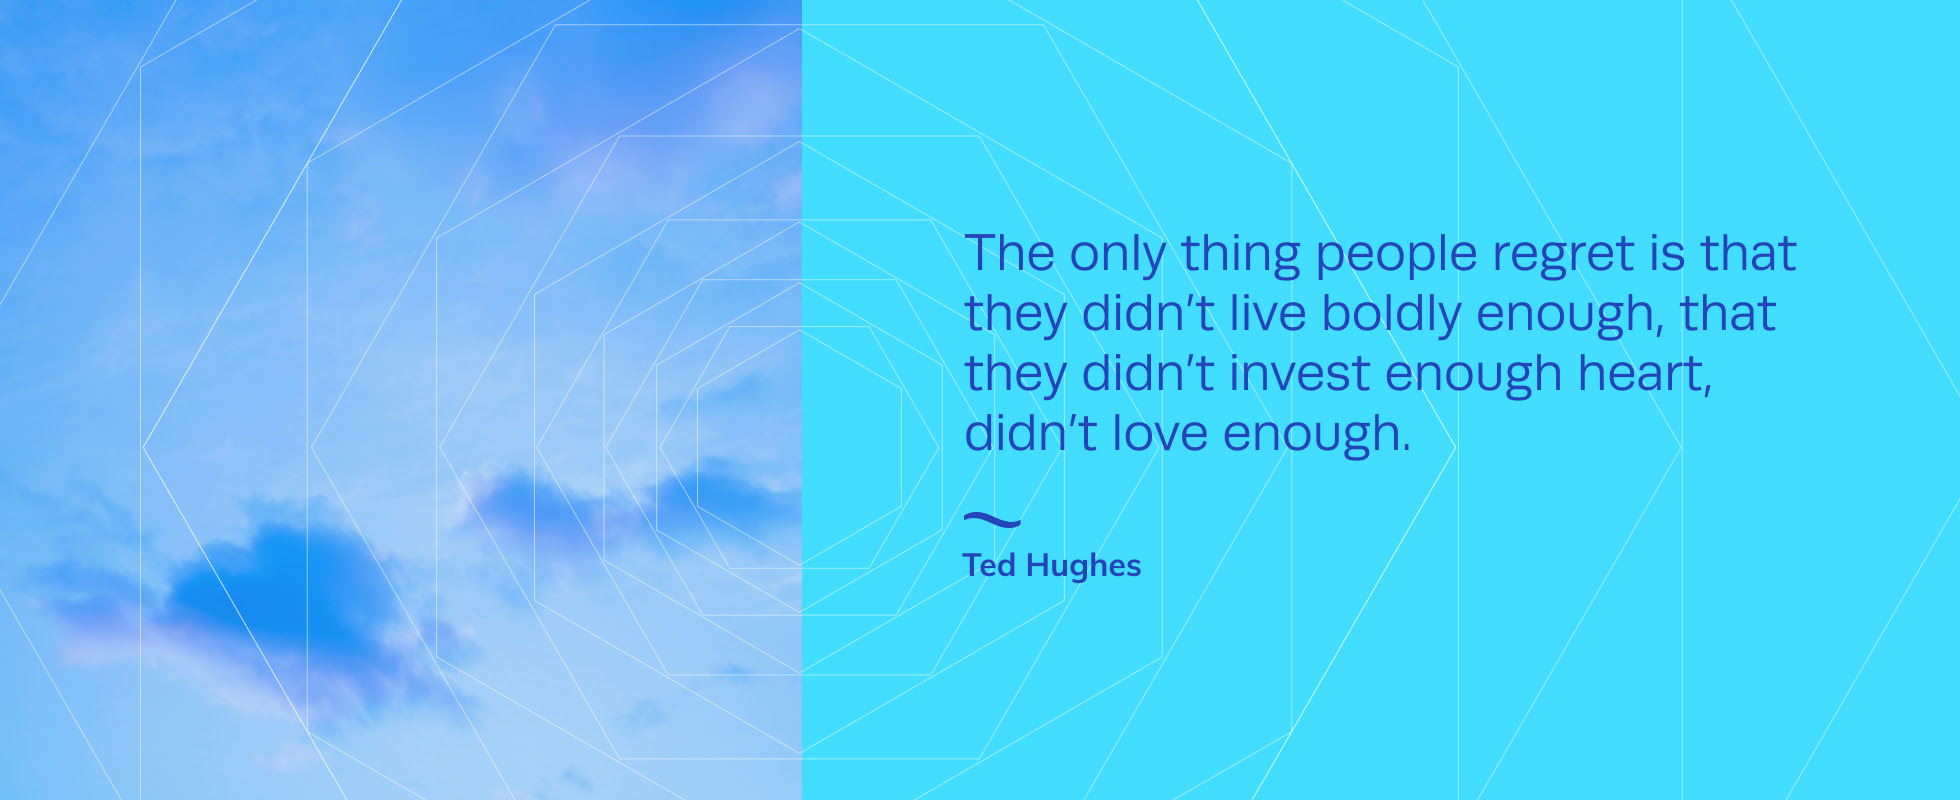 The only thing people regret is that
they didn’t live boldly enough, that
they didn’t invest enough heart,
didn’t love enough.
~
Ted Hughes